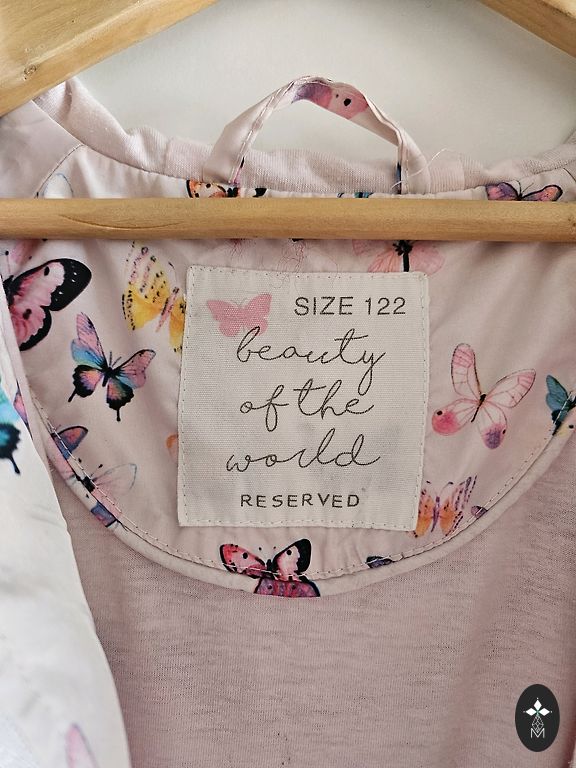 SIZE 122
beauty
of the
world
RESERVED